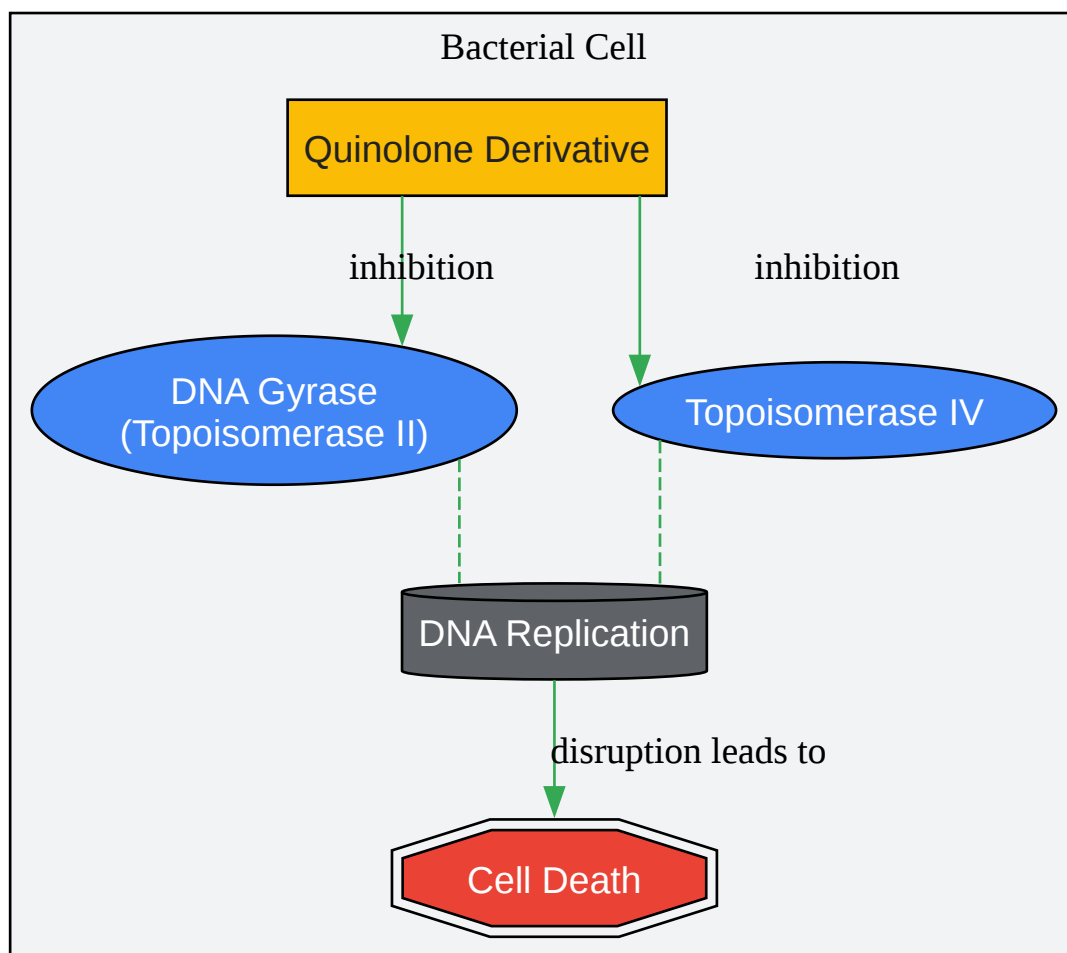 Bacterial Cell
Quinolone Derivative
inhibition
inhibition
DNA Gyrase
(Topoisomerase II)
Topoisomerase IV
DNA Replication
disruption leads to
Cell Death